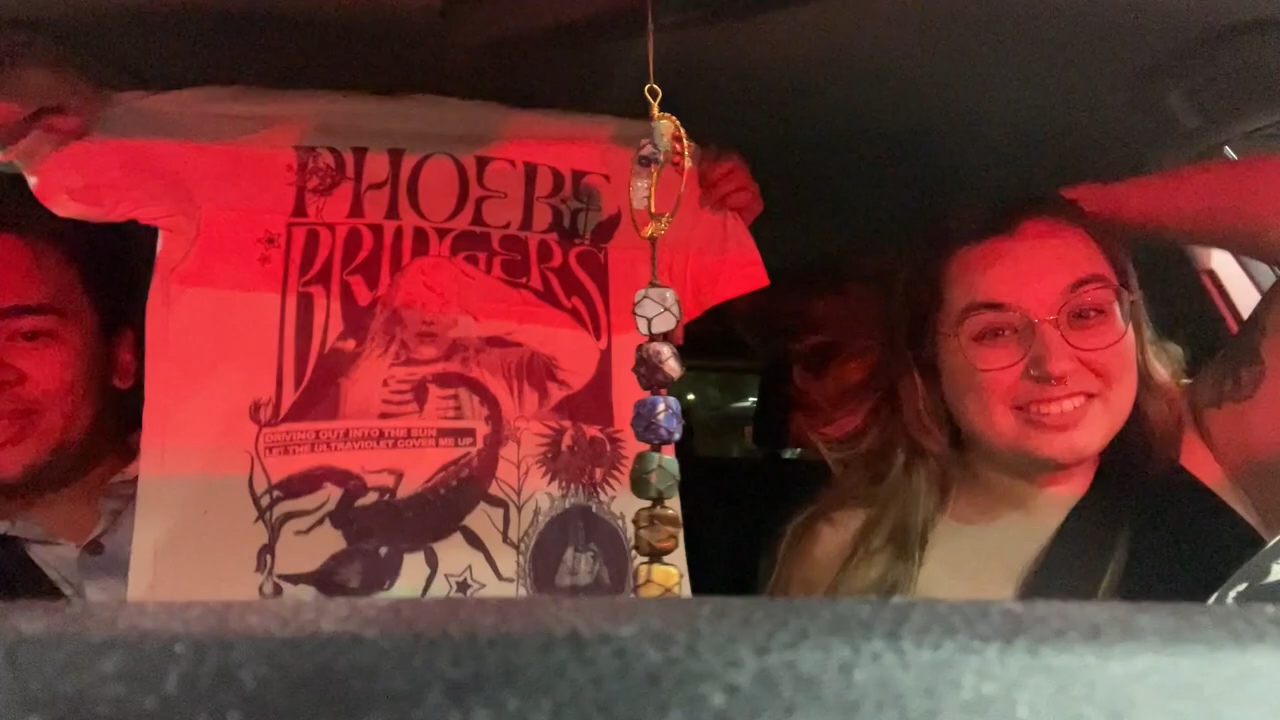 PHOEBE
BRIDGERS
DRIVING OUT INTO THE SUN
LET THE ULTRAVIOLET COVER ME UP